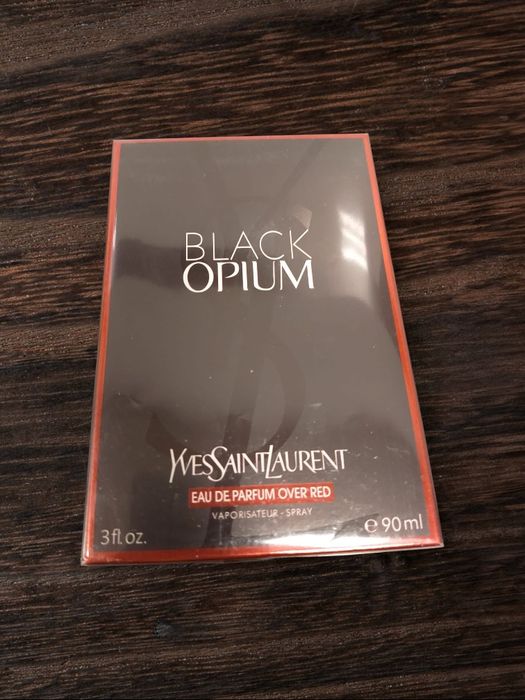 BLACK
OPIUM
YVESSAINTLAURENT
EAU DE PARFUM OVER RED
VAPORISATEUR - SPRAY
3 fl. oz.
e 90 ml